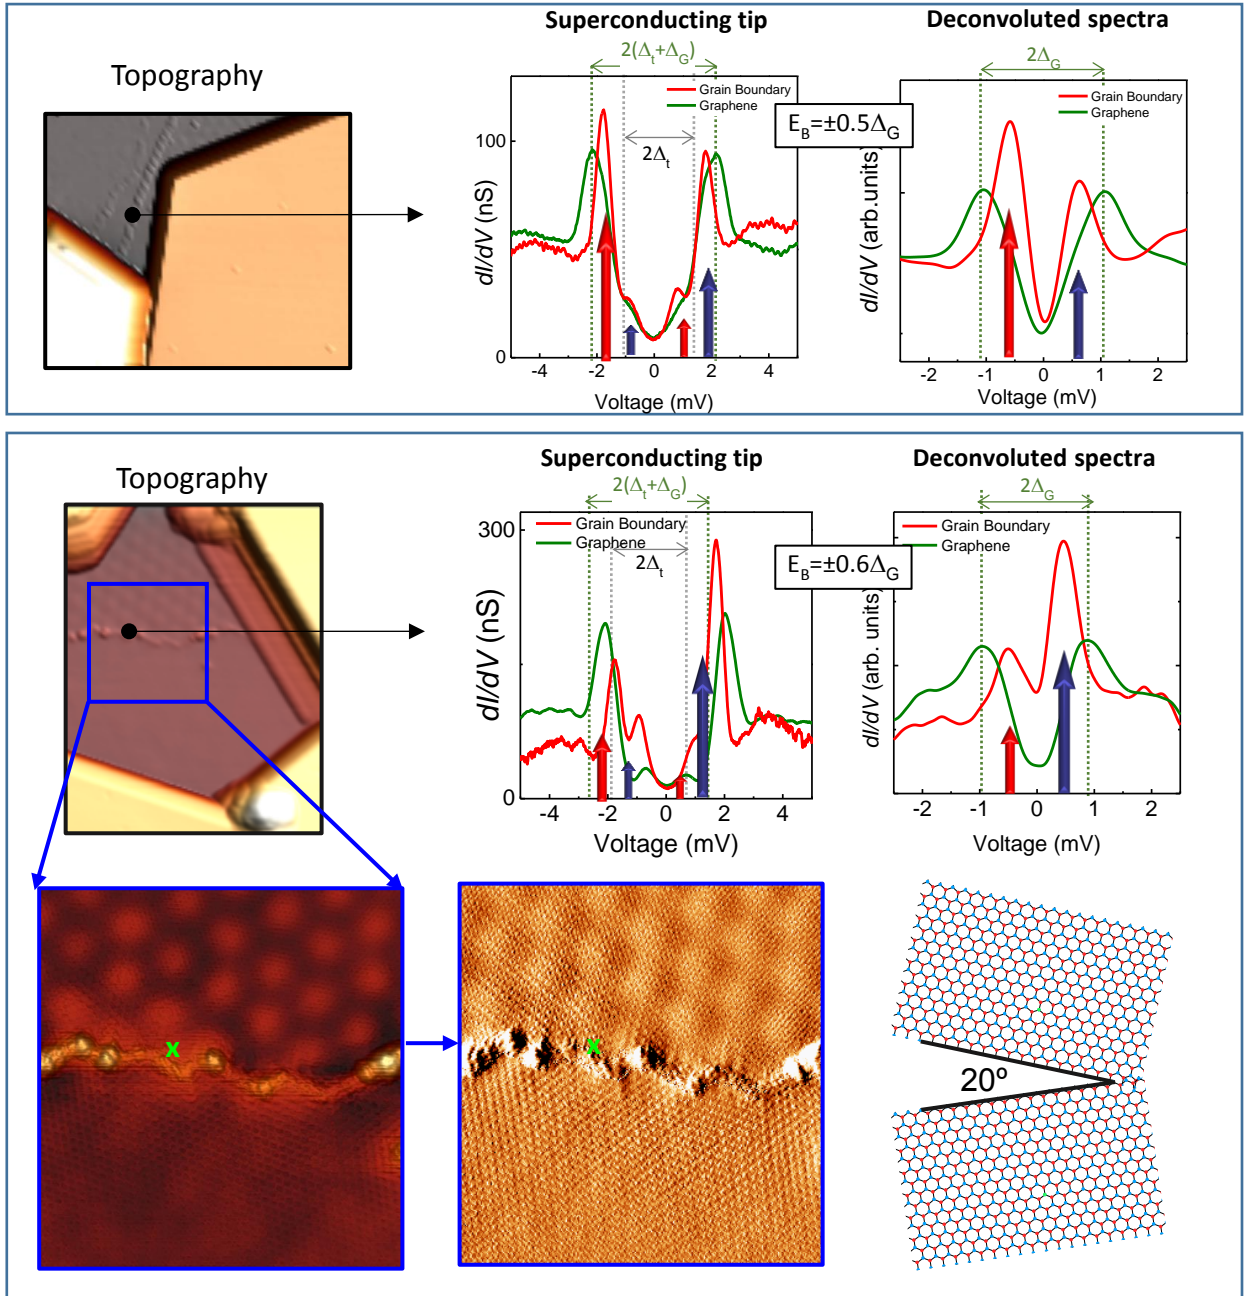 Superconducting tip
Deconvoluted spectra
Topography
2(Δt+ΔG)
2ΔG
Grain Boundary
Graphene
EB=±0.5ΔG
Grain Boundary
Graphene
100
2Δt
dI/dV (nS)
dI/dV (arb.units)
0
-4 -2 0 2 4
Voltage (mV)
-2 -1 0 1 2
Voltage (mV)
Superconducting tip
Deconvoluted spectra
Topography
2(Δt+ΔG)
2ΔG
300
Grain Boundary
Graphene
2Δt
EB=±0.6ΔG
Grain Boundary
Graphene
dI/dV (nS)
dI/dV (arb. units)
0
-4 -2 0 2 4
Voltage (mV)
-2 -1 0 1 2
Voltage (mV)
x
x
20º